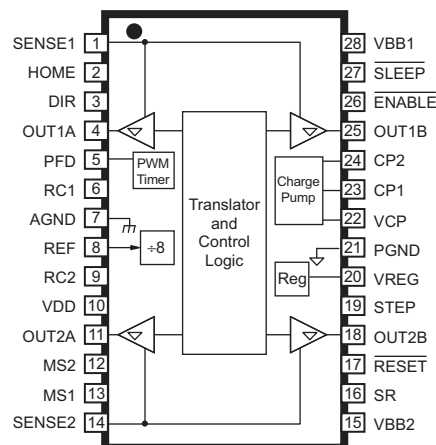 SENSE1 1
HOME 2
DIR 3
OUT1A 4
PFD 5
RC1 6
AGND 7
REF 8
RC2 9
VDD 10
OUT2A 11
MS2 12
MS1 13
SENSE2 14
PWM
Timer
÷8
Translator
and
Control
Logic
Charge
Pump
Reg
28 VBB1
27 SLEEP
26 ENABLE
25 OUT1B
24 CP2
23 CP1
22 VCP
21 PGND
20 VREG
19 STEP
18 OUT2B
17 RESET
16 SR
15 VBB2